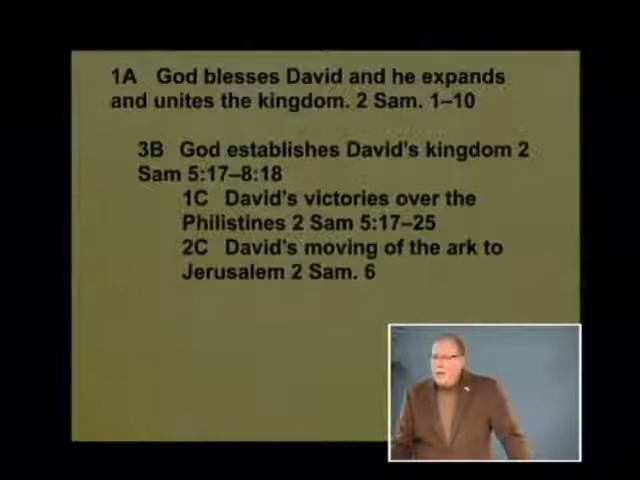 1A God blesses David and he expands
and unites the kingdom. 2 Sam. 1–10
3B God establishes David's kingdom 2
Sam 5:17–8:18
1C David's victories over the
Philistines 2 Sam 5:17–25
2C David's moving of the ark to
Jerusalem 2 Sam. 6